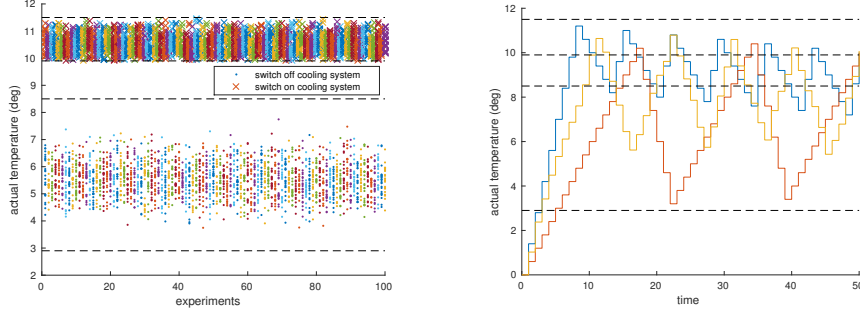 12
11
10
9
8
7
6
5
4
3
2
actual temperature (deg)
switch off cooling system
switch on cooling system
0 20 40 60 80 100
experiments
12
10
8
6
4
2
0
actual temperature (deg)
0 10 20 30 40 50
time